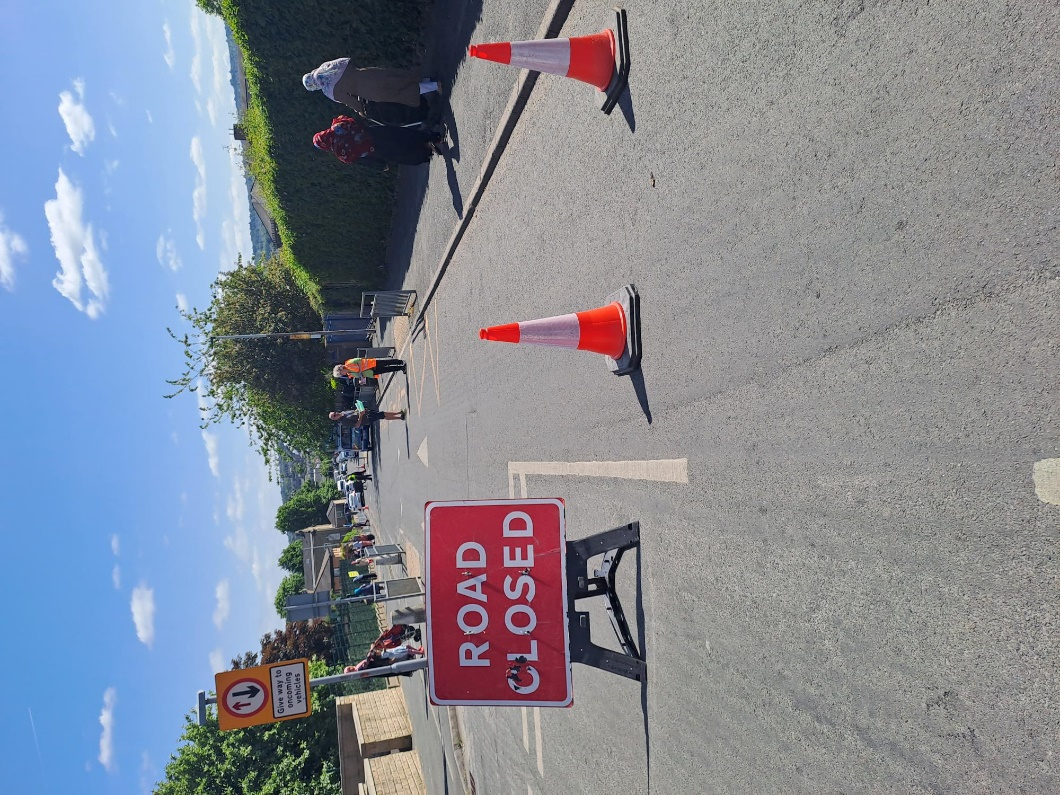 Give way to
oncoming
vehicles
ROAD
CLOSED